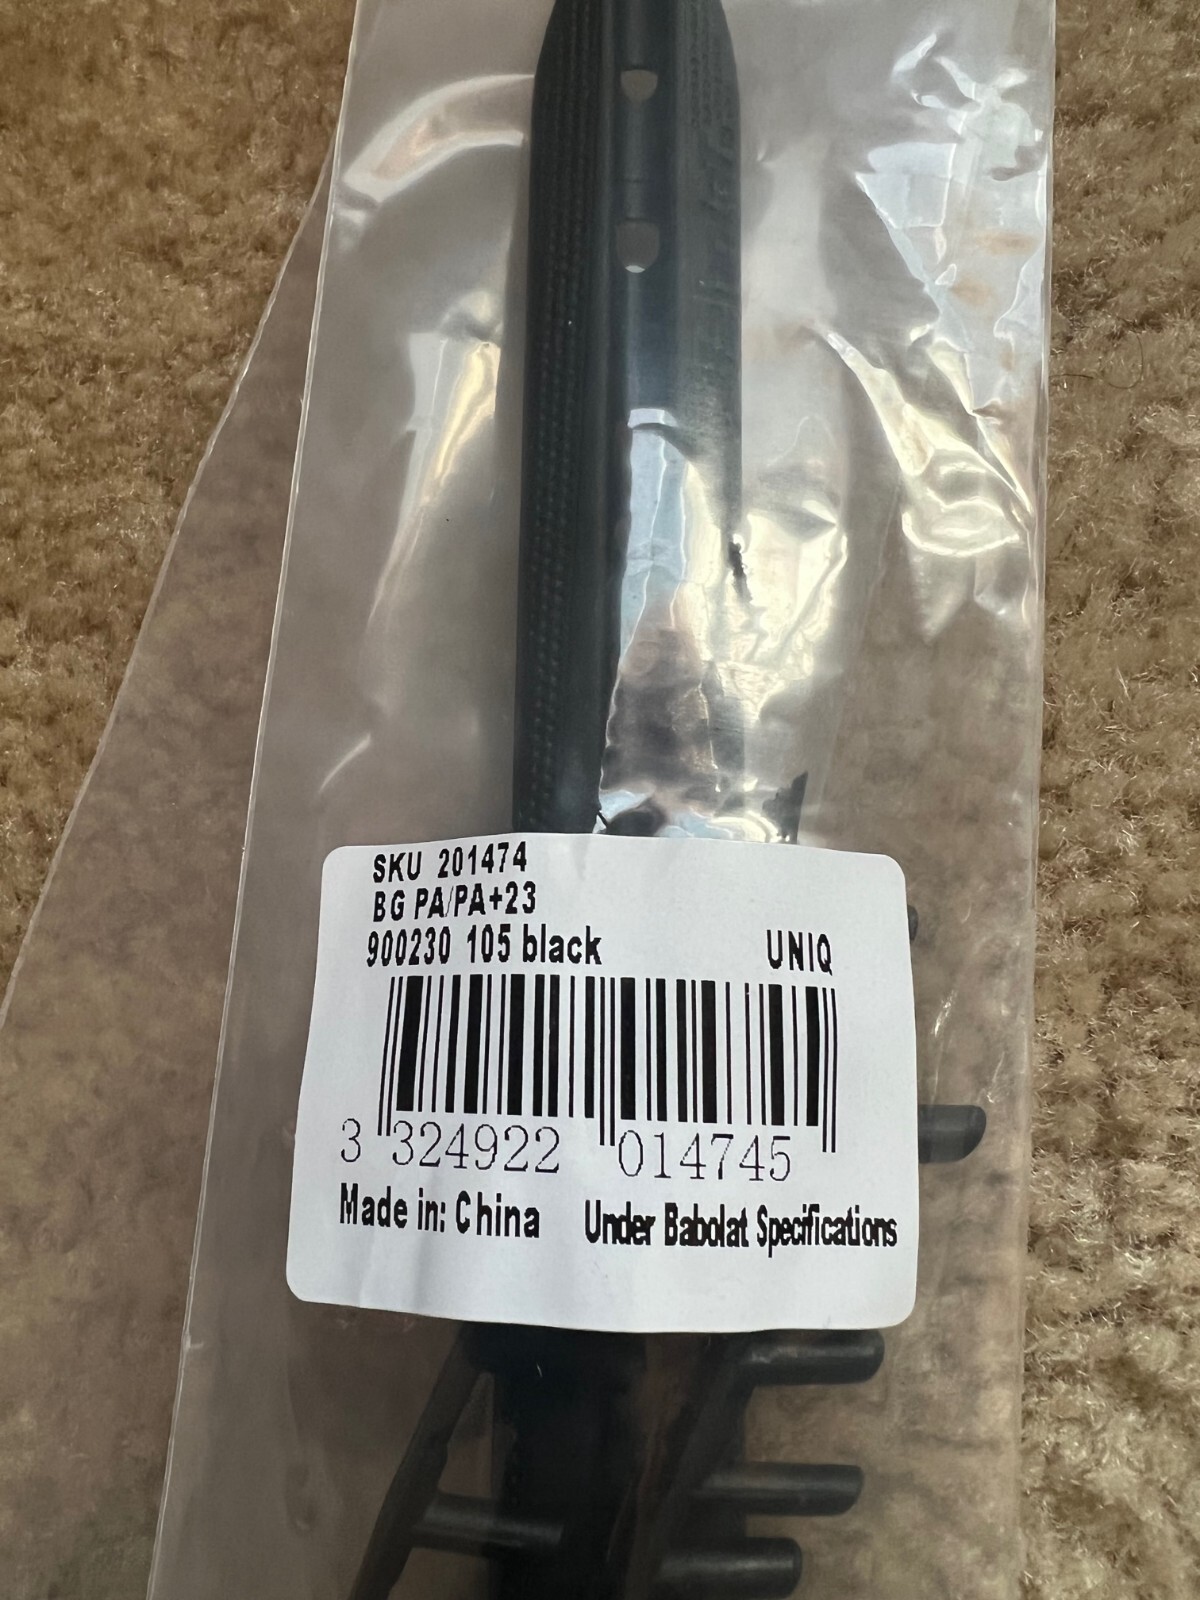 SKU 201474
BG PA/PA+23
900230 105 black UNIQ
3 324922 014745
Made in: China Under Babolat Specifications